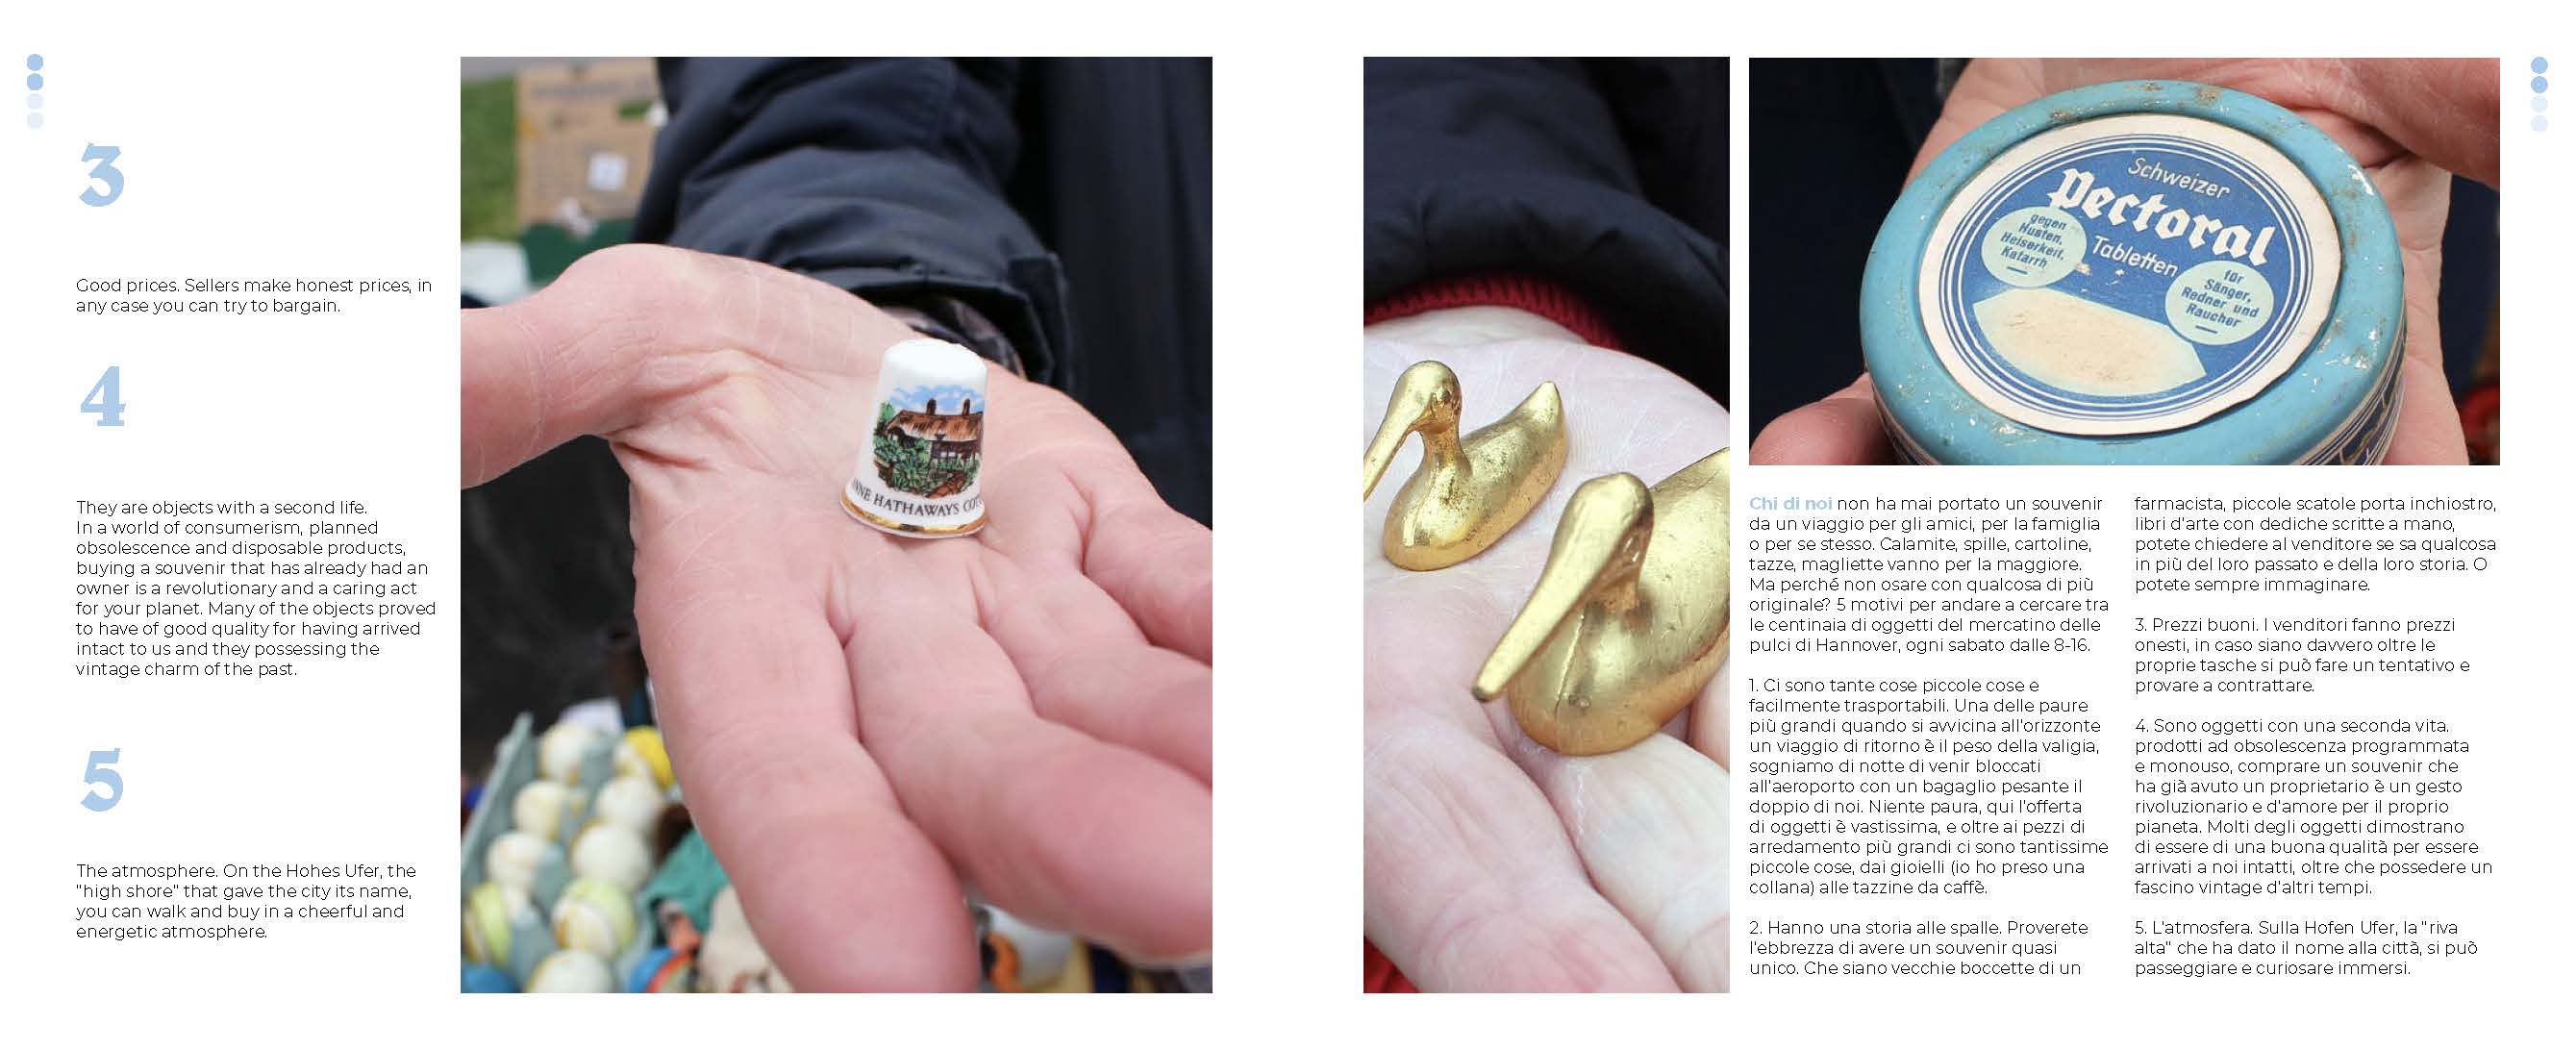 3
Good prices. Sellers make honest prices, in
any case you can try to bargain.
4
They are objects with a second life.
In a world of consumerism, planned
obsolescence and disposable products,
buying a souvenir that has already had an
owner is a revolutionary and a caring act
for your planet. Many of the objects proved
to have of good quality for having arrived
intact to us and they possessing the
vintage charm of the past.
5
The atmosphere. On the Hohes Ufer, the
"high shore" that gave the city its name,
you can walk and buy in a cheerful and
energetic atmosphere.
NNE HATHAWAYS COT
Schweizer
Pectoral
Tabletten
gegen
Husten,
Heiserkeit,
Katarrh
für
Sänger,
Redner und
Raucher
Chi di noi non ha mai portato un souvenir
da un viaggio per gli amici, per la famiglia
o per se stesso. Calamite, spille, cartoline,
tazze, magliette vanno per la maggiore.
Ma perché non osare con qualcosa di più
originale? 5 motivi per andare a cercare tra
le centinaia di oggetti del mercatino delle
pulci di Hannover, ogni sabato dalle 8-16.
1. Ci sono tante cose piccole cose e
facilmente trasportabili. Una delle paure
più grandi quando si avvicina all'orizzonte
un viaggio di ritorno è il peso della valigia,
sogniamo di notte di venir bloccati
all'aeroporto con un bagaglio pesante il
doppio di noi. Niente paura, qui l'offerta
di oggetti è vastissima, e oltre ai pezzi di
arredamento più grandi ci sono tantissime
piccole cose, dai gioielli (io ho preso una
collana) alle tazzine da caffè.
2. Hanno una storia alle spalle. Proverete
l'ebbrezza di avere un souvenir quasi
unico. Che siano vecchie boccette di un
farmacista, piccole scatole porta inchiostro,
libri d'arte con dediche scritte a mano,
potete chiedere al venditore se sa qualcosa
in più del loro passato e della loro storia. O
potete sempre immaginare.
3. Prezzi buoni. I venditori fanno prezzi
onesti, in caso siano davvero oltre le
proprie tasche si può fare un tentativo e
provare a contrattare.
4. Sono oggetti con una seconda vita.
prodotti ad obsolescenza programmata
e monouso, comprare un souvenir che
ha già avuto un proprietario è un gesto
rivoluzionario e d'amore per il proprio
pianeta. Molti degli oggetti dimostrano
di essere di una buona qualità per essere
arrivati a noi intatti, oltre che possedere un
fascino vintage d'altri tempi.
5. L'atmosfera. Sulla Hofen Ufer, la "riva
alta" che ha dato il nome alla città, si può
passeggiare e curiosare immersi.